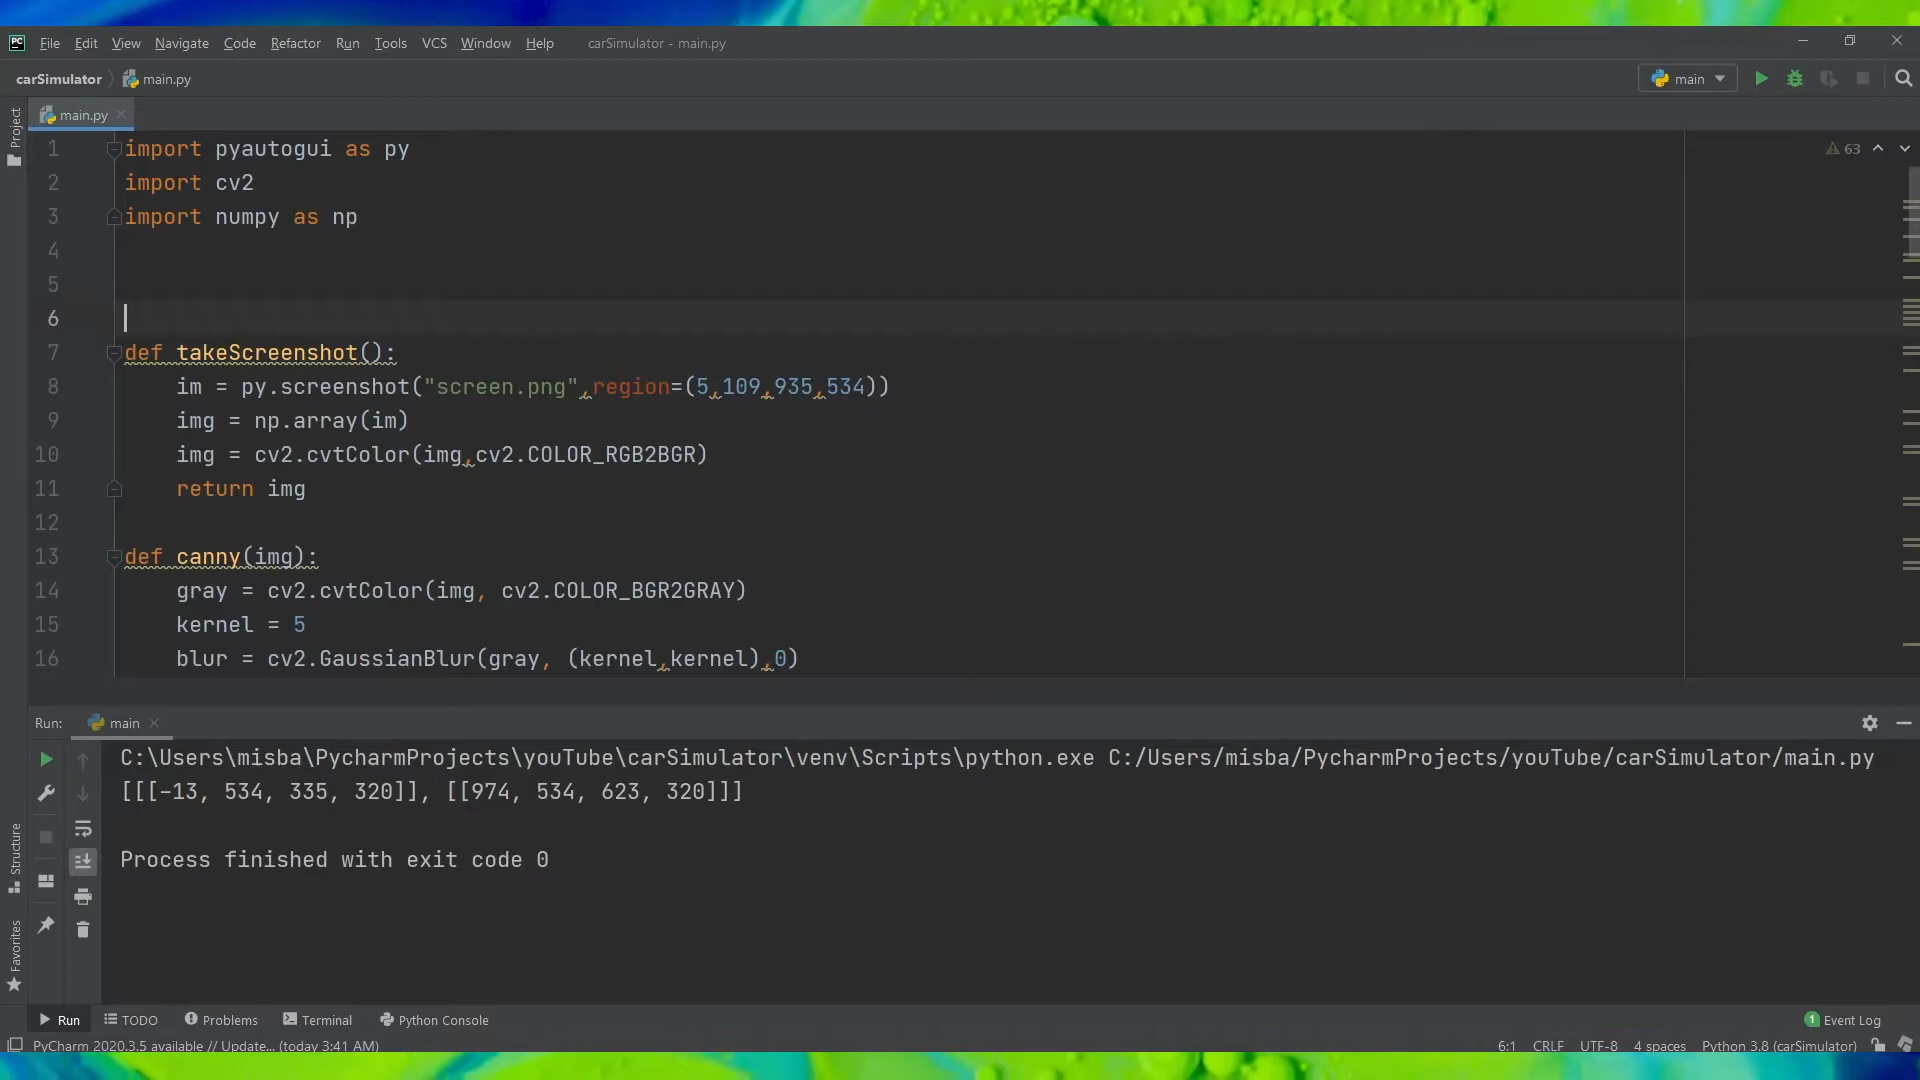 PC File Edit View Navigate Code Refactor Run Tools VCS Window Help carSimulator - main.py
carSimulator main.py main
main.py
Project
63
1 import pyautogui as py
2 import cv2
3 import numpy as np
4
5
6
7 def takeScreenshot():
8 im = py.screenshot("screen.png",region=(5,109,935,534))
9 img = np.array(im)
10 img = cv2.cvtColor(img,cv2.COLOR_RGB2BGR)
11 return img
12
13 def canny(img):
14 gray = cv2.cvtColor(img, cv2.COLOR_BGR2GRAY)
15 kernel = 5
16 blur = cv2.GaussianBlur(gray, (kernel,kernel),0)
Run: main
C:\Users\misba\PycharmProjects\youTube\carSimulator\venv\Scripts\python.exe C:/Users/misba/PycharmProjects/youTube/carSimulator/main.py
[[[-13, 534, 335, 320]], [[974, 534, 623, 320]]]
Process finished with exit code 0
Structure
Favorites
Run TODO Problems Terminal Python Console 1 Event Log
PyCharm 2020.3.5 available // Update... (today 3:41 AM) 6:1 CRLF UTF-8 4 spaces Python 3.8 (carSimulator)